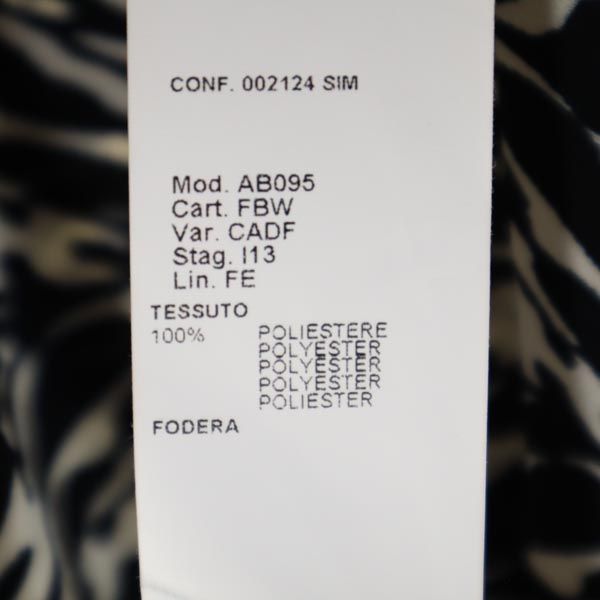 CONF. 002124 SIM
Mod. AB095
Cart. FBW
Var. CADF
Stag. I13
Lin. FE
TESSUTO
100% POLIESTERE
POLYESTER
POLYESTER
POLYESTER
POLIESTER
FODERA